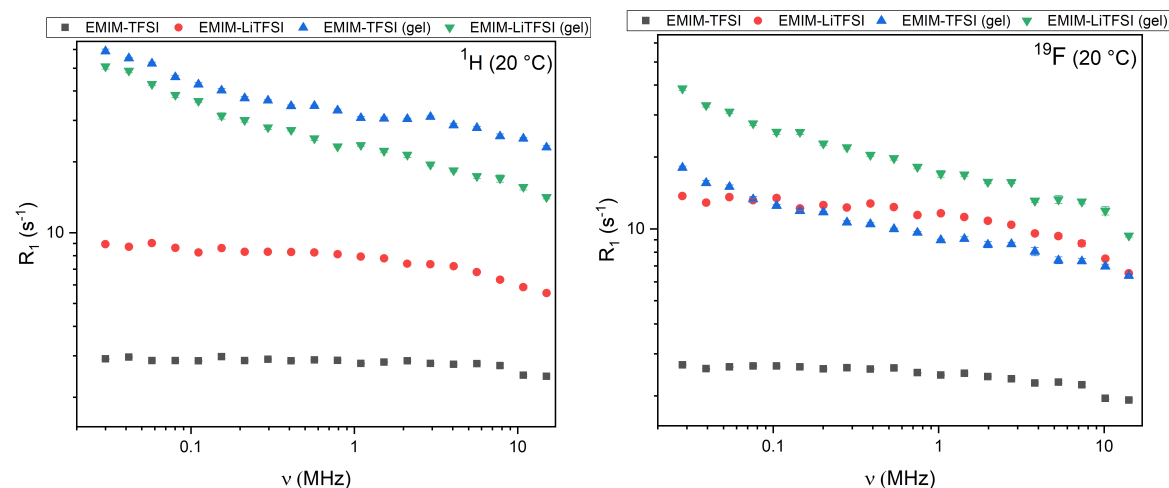 EMIM-TFSI EMIM-LiTFSI EMIM-TFSI (gel) EMIM-LiTFSI (gel)
¹H (20 °C)
R₁ (s⁻¹)
10
0.1 1 10
ν (MHz)
EMIM-TFSI EMIM-LiTFSI EMIM-TFSI (gel) EMIM-LiTFSI (gel)
¹⁹F (20 °C)
R₁ (s⁻¹)
10
0.1 1 10
ν (MHz)